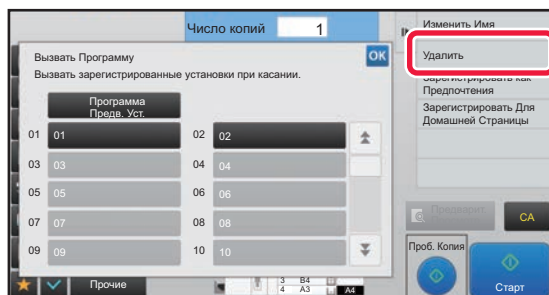 Число копий 1
Изменить Имя
Удалить
Зарегистрировать как
Предпочтения
Зарегистрировать Для
Домашней Страницы
Вызвать Программу
OK
Вызвать зарегистрированные установки при касании.
Программа
Предв. Уст.
01 01 02 02
03 03 04 04
05 05 06 06
07 07 08 08
09 09 10 10
Предпросм
CA
Проб. Копия
Старт
Прочие
3 B4
4 A3
A4